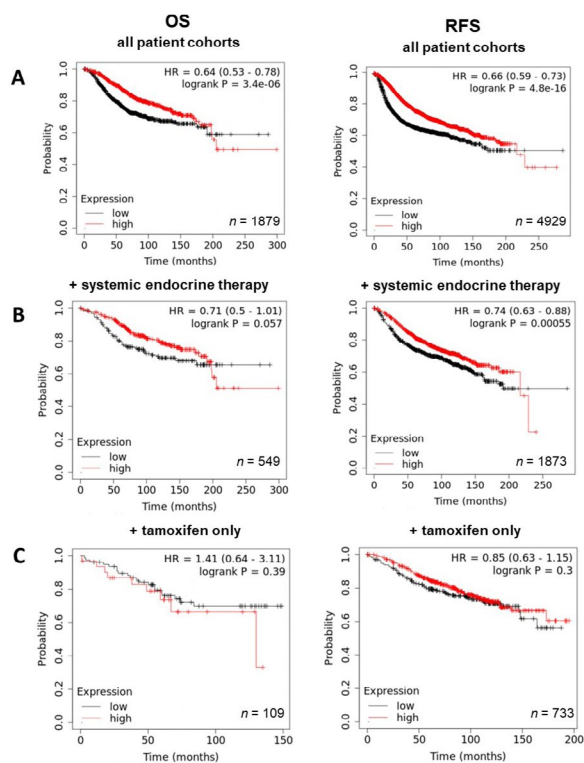 OS
all patient cohorts
RFS
all patient cohorts
A
HR = 0.64 (0.53 - 0.78)
logrank P = 3.4e-06
Probability
1.0
0.8
0.6
0.4
0.2
0.0
Expression
low
high
n = 1879
0 50 100 150 200 250 300
Time (months)
HR = 0.66 (0.59 - 0.73)
logrank P = 4.8e-16
Probability
1.0
0.8
0.6
0.4
0.2
0.0
Expression
low
high
n = 4929
0 50 100 150 200 250
Time (months)
+ systemic endocrine therapy
+ systemic endocrine therapy
B
HR = 0.71 (0.5 - 1.01)
logrank P = 0.057
Probability
1.0
0.8
0.6
0.4
0.2
0.0
Expression
low
high
n = 549
0 50 100 150 200 250 300
Time (months)
HR = 0.74 (0.63 - 0.88)
logrank P = 0.00055
Probability
1.0
0.8
0.6
0.4
0.2
0.0
Expression
low
high
n = 1873
0 50 100 150 200 250
Time (months)
+ tamoxifen only
+ tamoxifen only
C
HR = 1.41 (0.64 - 3.11)
logrank P = 0.39
Probability
1.0
0.8
0.6
0.4
0.2
0.0
Expression
low
high
n = 109
0 50 100 150
Time (months)
HR = 0.85 (0.63 - 1.15)
logrank P = 0.3
Probability
1.0
0.8
0.6
0.4
0.2
0.0
Expression
low
high
n = 733
0 50 100 150 200
Time (months)